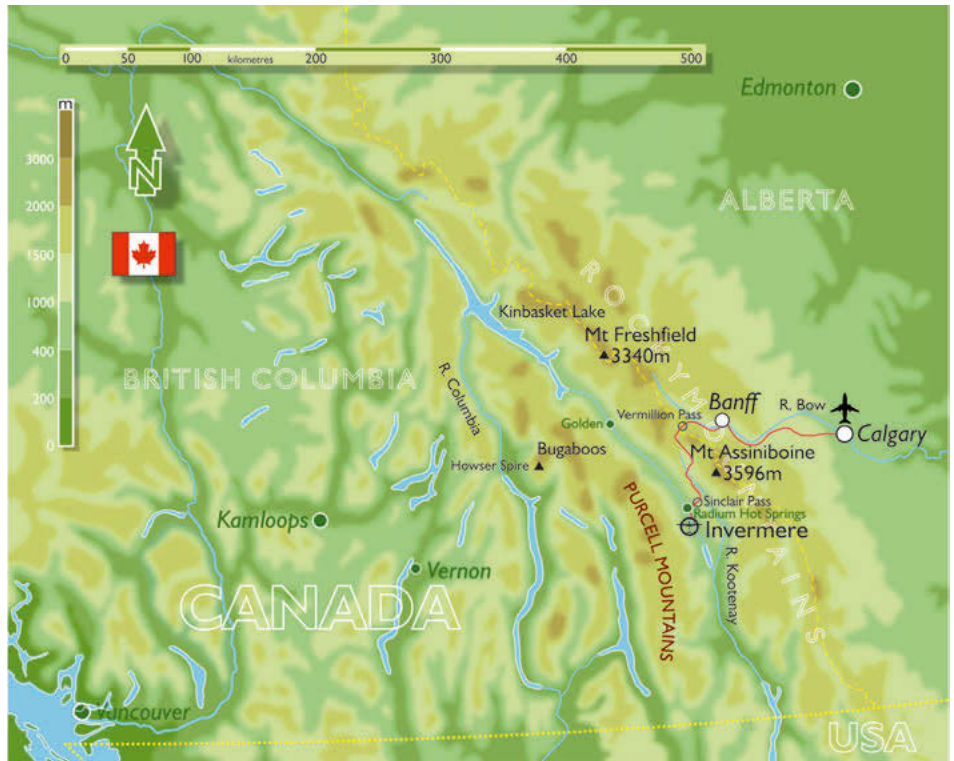 0 50 100 kilometres 200 300 400 500
m
3000
2000
1500
1000
400
200
0
N
Edmonton
ALBERTA
ROCKY MOUNTAINS
Kinbasket Lake
Mt Freshfield
3340m
BRITISH COLUMBIA
R. Columbia
Banff
R. Bow
Vermillion Pass
Golden
Calgary
Bugaboos
Mt Assiniboine
3596m
Howser Spire
PURCELL MOUNTAINS
Sinclair Pass
Radium Hot Springs
Kamloops
Invermere
R. Kootenay
Vernon
CANADA
Vancouver
USA